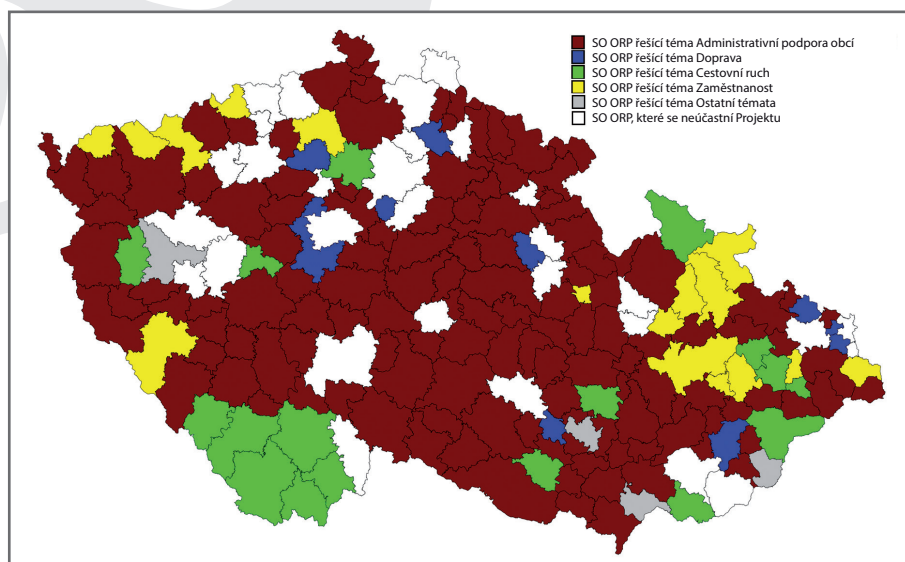 SO ORP řešící téma Administrativní podpora obcí
SO ORP řešící téma Doprava
SO ORP řešící téma Cestovní ruch
SO ORP řešící téma Zaměstnanost
SO ORP řešící téma Ostatní témata
SO ORP, které se neúčastní Projektu